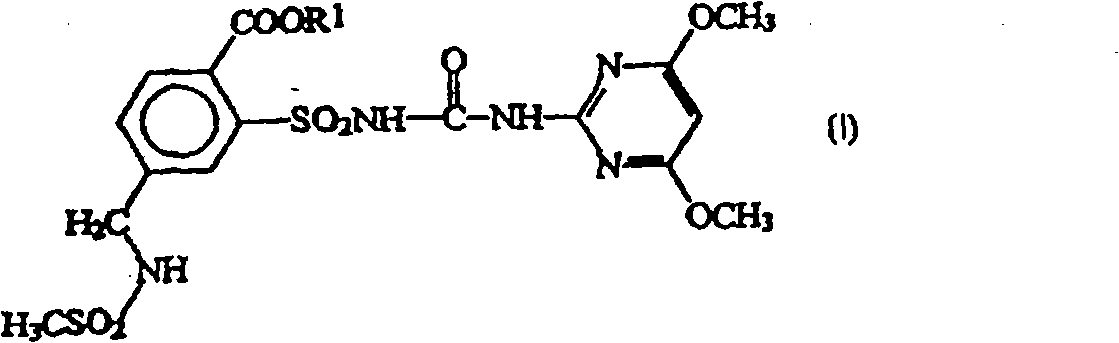 COOR1
OCH3
O
N
SO2NH
C
NH
(I)
N
H2C
OCH3
NH
H3CSO2